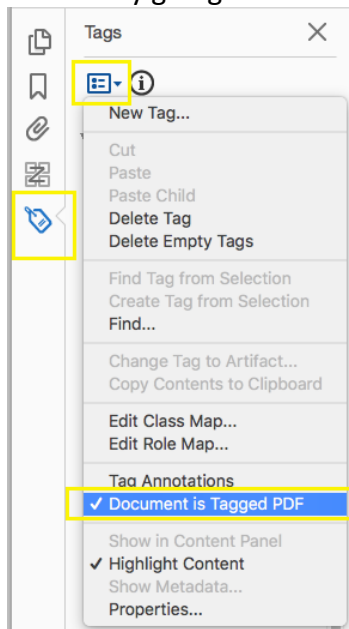 Tags
New Tag...
Cut
Paste
Paste Child
Delete Tag
Delete Empty Tags
Find Tag from Selection
Create Tag from Selection
Find...
Change Tag to Artifact...
Copy Contents to Clipboard
Edit Class Map...
Edit Role Map...
Tag Annotations
✓ Document is Tagged PDF
Show in Content Panel
✓ Highlight Content
Show Metadata...
Properties...